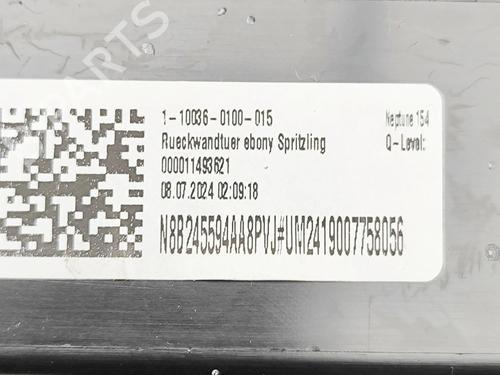 1-10036-0100-015
Neptune 154
Rueckwandtuer ebony Spritzling
Q-Level:
000011493621
08.07.2024 02:09:18
N8B245594AA8PVJ#UM2419007758056